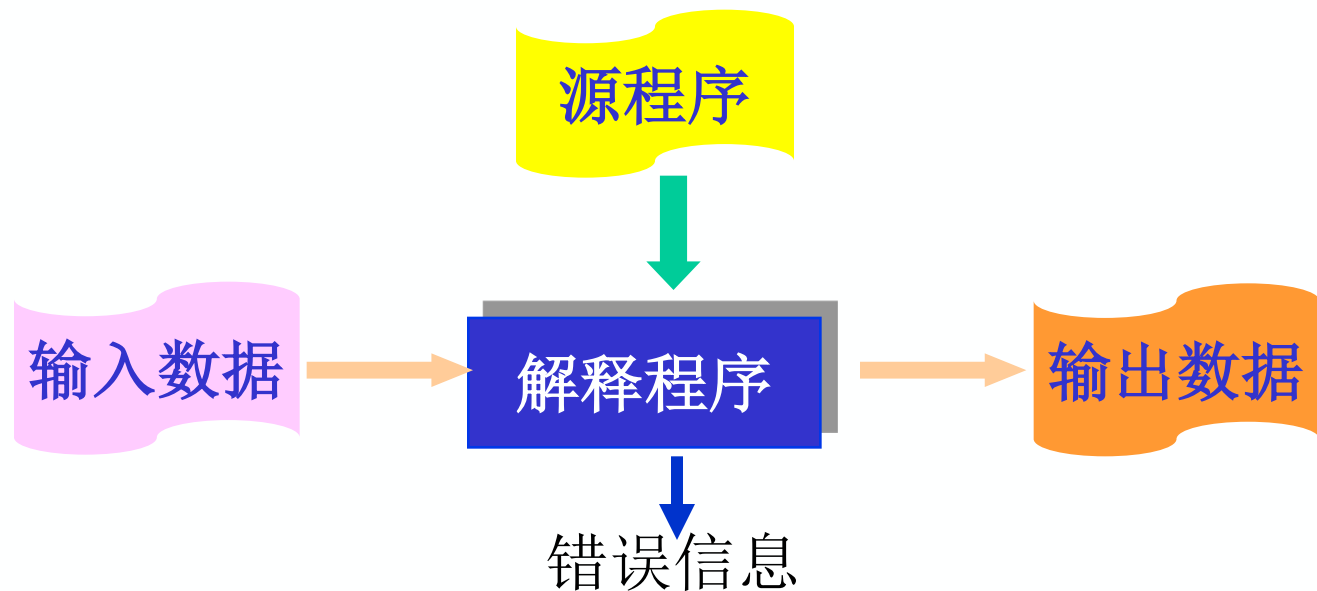 源程序
输入数据
解释程序
输出数据
错误信息